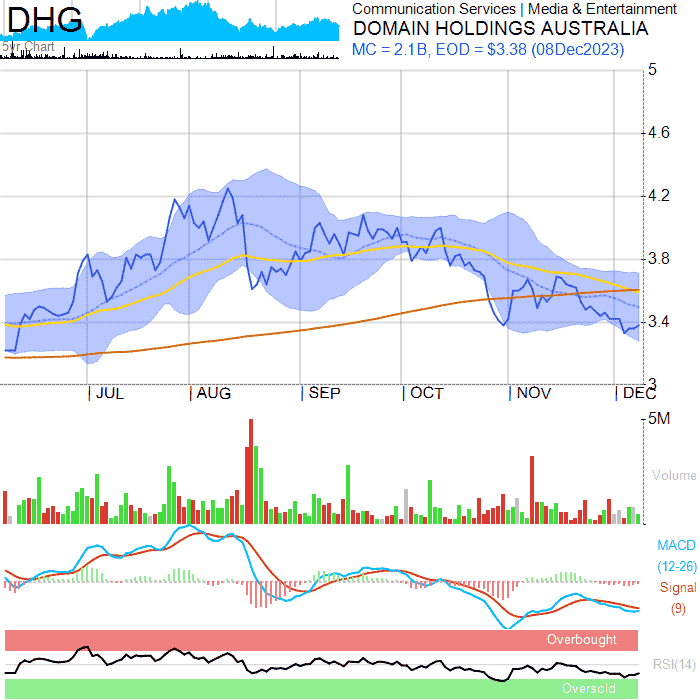 DHG
5yr Chart
Communication Services | Media & Entertainment
DOMAIN HOLDINGS AUSTRALIA
MC = 2.1B, EOD = $3.38 (08Dec2023)
5
4.6
4.2
3.8
3.4
3
JUL AUG SEP OCT NOV DEC
5M
Volume
MACD
(12-26)
Signal
(9)
Overbought
RSI(14)
Oversold